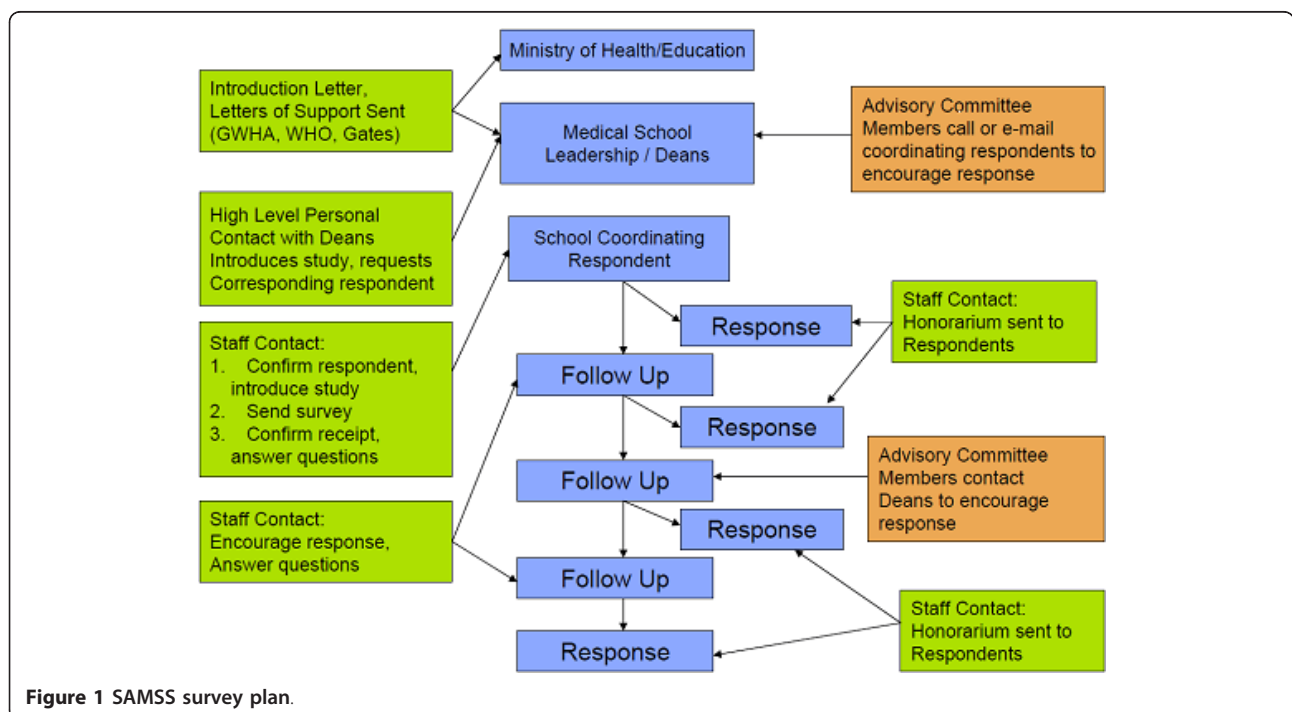 Ministry of Health/Education
Introduction Letter,
Letters of Support Sent
(GWHA, WHO, Gates)
Medical School
Leadership / Deans
Advisory Committee
Members call or e-mail
coordinating respondents to
encourage response
High Level Personal
Contact with Deans
Introduces study, requests
Corresponding respondent
School Coordinating
Respondent
Staff Contact:
Honorarium sent to
Respondents
Response
Staff Contact:
1. Confirm respondent,
introduce study
2. Send survey
3. Confirm receipt,
answer questions
Follow Up
Response
Follow Up
Advisory Committee
Members contact
Deans to encourage
response
Staff Contact:
Encourage response,
Answer questions
Response
Follow Up
Staff Contact:
Honorarium sent to
Respondents
Response
Figure 1 SAMSS survey plan.